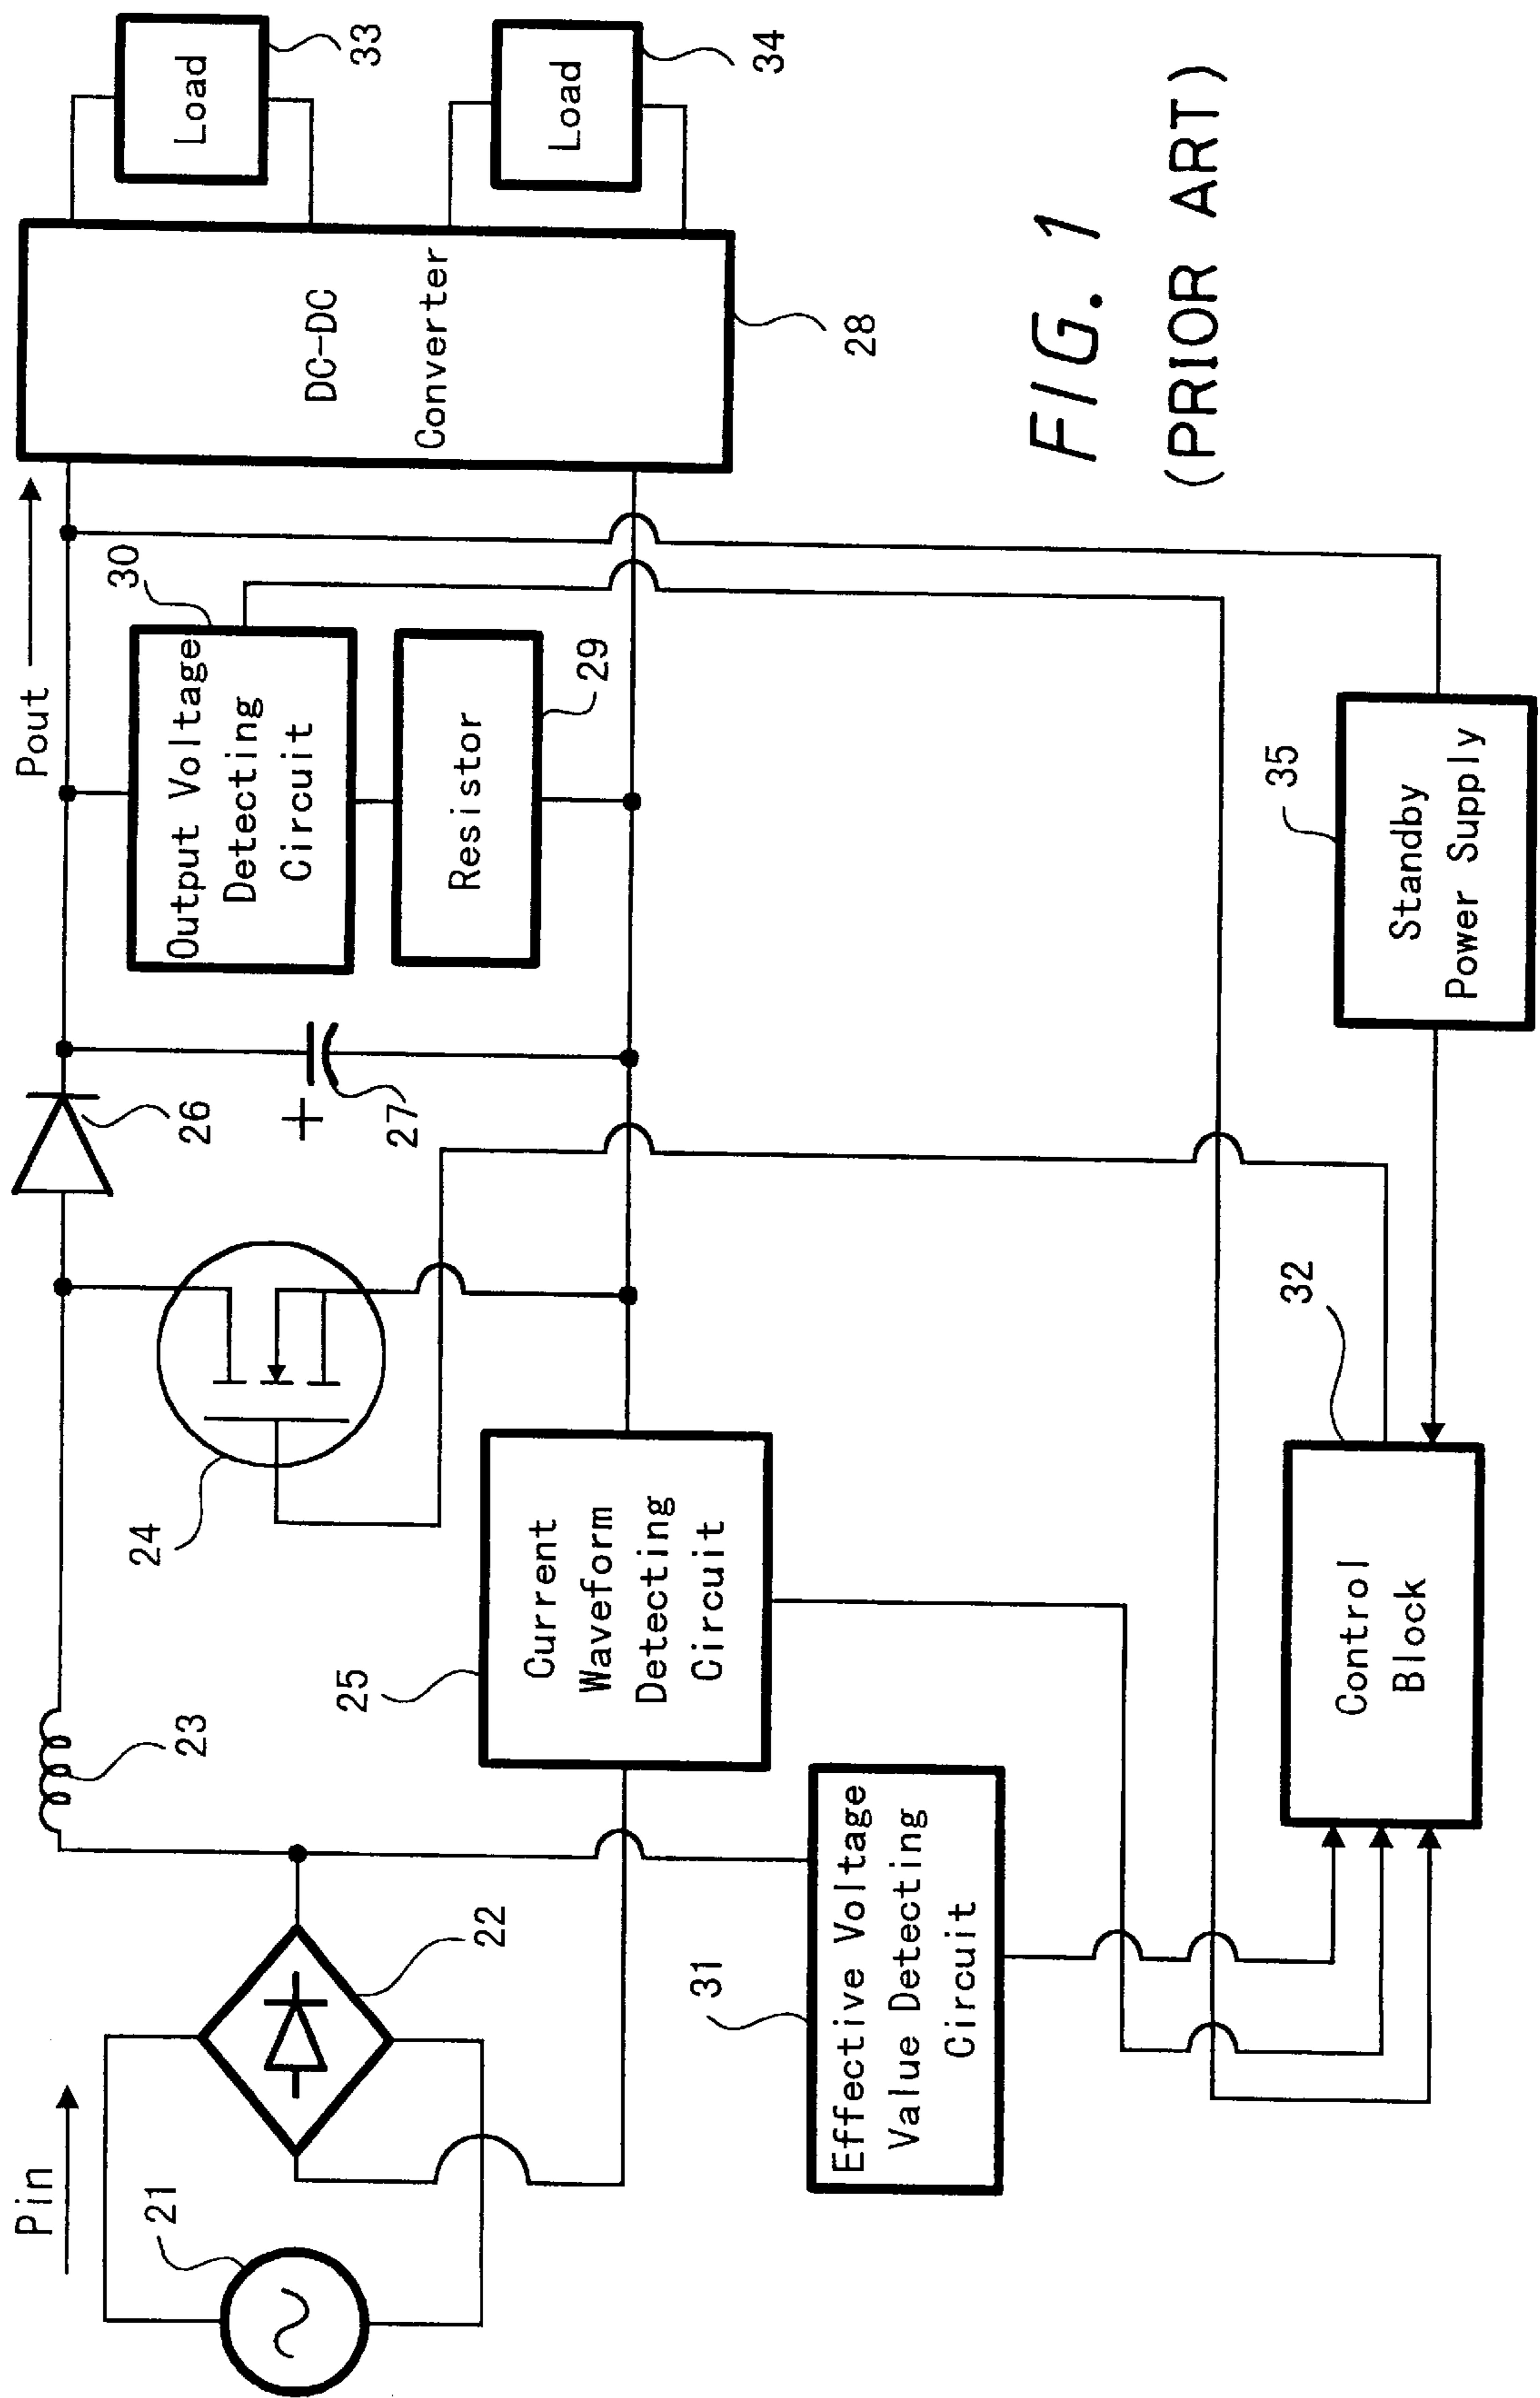 Pin
21
22
23
24
25
Current
Waveform
Detecting
Circuit
26
+
27
Pout
30
Output Voltage
Detecting
Circuit
29
Resistor
DC-DC
Converter
28
Load
33
Load
34
31
Effective Voltage
Value Detecting
Circuit
32
Control
Block
35
Standby
Power Supply
FIG. 1
(PRIOR ART)